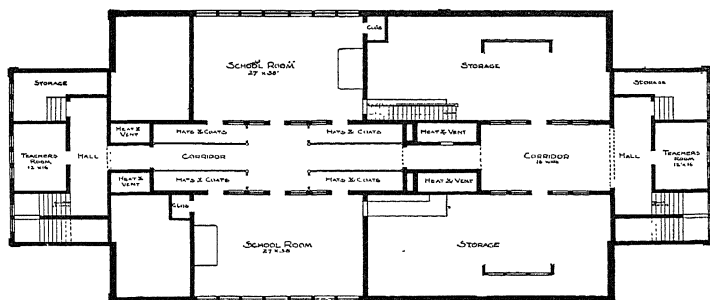 CLOS
SCHOOL ROOM
27 X 38'
STORAGE
STORAGE
STORAGE
HEAT &
VENT
HATS & COATS
HATS & COATS
HEAT & VENT
TEACHERS
ROOM
12 X 16
HALL
CORRIDOR
CORRIDOR
HALL
TEACHERS
ROOM
12 X 16
HEAT &
VENT
HATS & COATS
HATS & COATS
HEAT & VENT
CLOS
SCHOOL ROOM
27 X 38
STORAGE